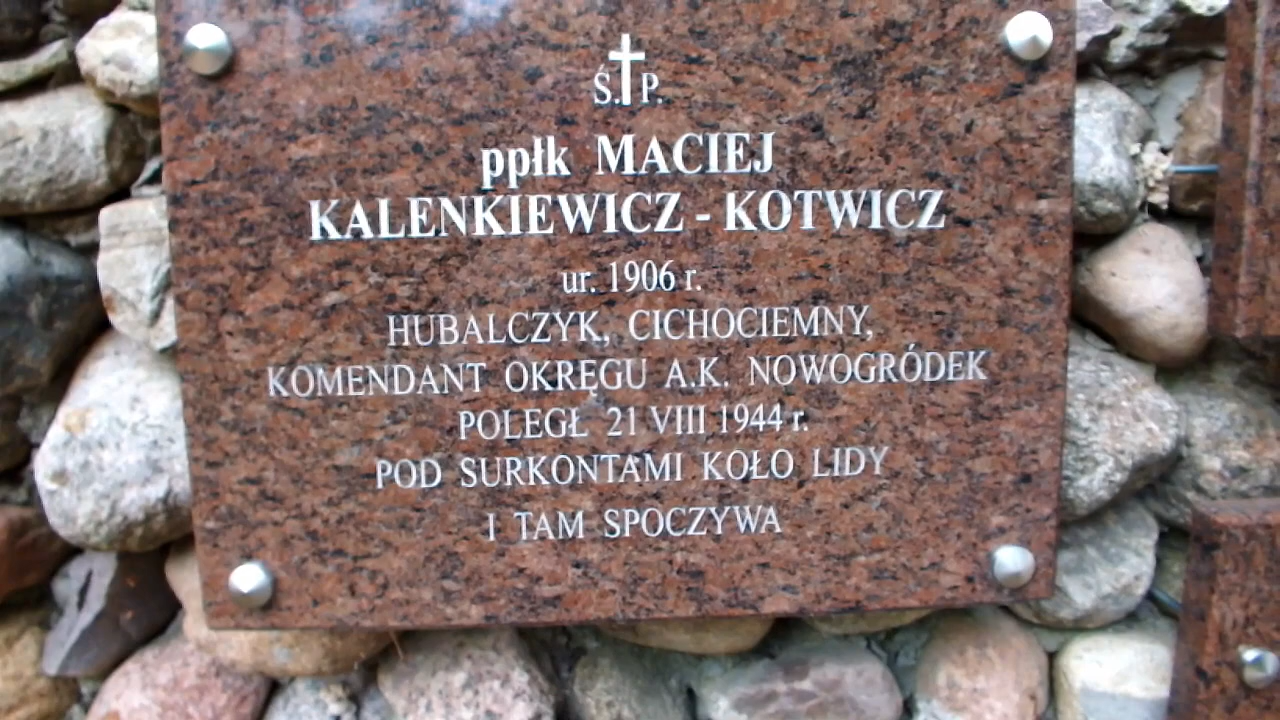 Ś. P.
ppłk MACIEJ
KALENKIEWICZ - KOTWICZ
ur. 1906 r.
HUBALCZYK, CICHOCIEMNY,
KOMENDANT OKRĘGU A.K. NOWOGRÓDEK
POLEGŁ 21 VIII 1944 r.
POD SURKONTAMI KOŁO LIDY
I TAM SPOCZYWA